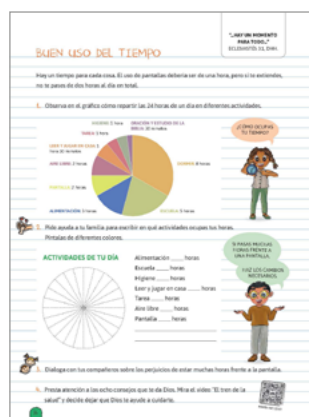 "...HAY UN MOMENTO
PARA TODO..."
ECLESIASTÉS 3:1, DHH.
BUEN USO DEL TIEMPO
Hay un tiempo para cada cosa. El uso de pantallas debería ser de una hora, pero si lo extiendes,
no te pases de dos horas al día en total.
1. Observa en el gráfico cómo repartir las 24 horas de un día en diferentes actividades.
HIGIENE 1 hora
ORACIÓN Y ESTUDIO DE LA
BIBLIA 30 minutos
TAREA 1 hora
LEER Y JUGAR EN CASA 1
hora 30 minutos
AIRE LIBRE 2 horas
PANTALLA 2 horas
ALIMENTACIÓN 3 horas
DORMIR 8 horas
ESCUELA 5 horas
¿CÓMO OCUPAS
TU TIEMPO?
2. Pide ayuda a tu familia para escribir en qué actividades ocupas tus horas.
Píntalas de diferentes colores.
ACTIVIDADES DE TU DÍA
Alimentación ____ horas
Escuela ____ horas
Higiene ____ horas
Leer y jugar en casa ____ horas
Tarea ____ horas
Aire libre ____ horas
Pantalla ____ horas
SI PASAS MUCHAS
HORAS FRENTE A
UNA PANTALLA,
HAZ LOS CAMBIOS
NECESARIOS.
3. Dialoga con tus compañeros sobre los perjuicios de estar muchas horas frente a la pantalla.
4. Presta atención a los ocho consejos que te da Dios. Mira el video "El tren de la
salud" y decide dejar que Dios te ayude a cuidarte.